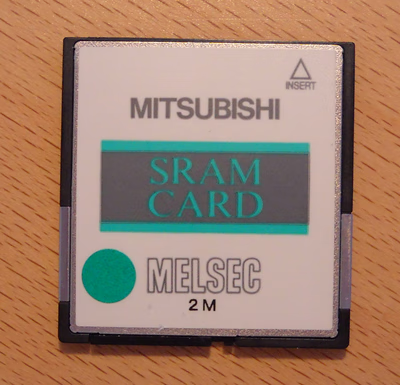 INSERT
MITSUBISHI
SRAM
CARD
MELSEC
2M